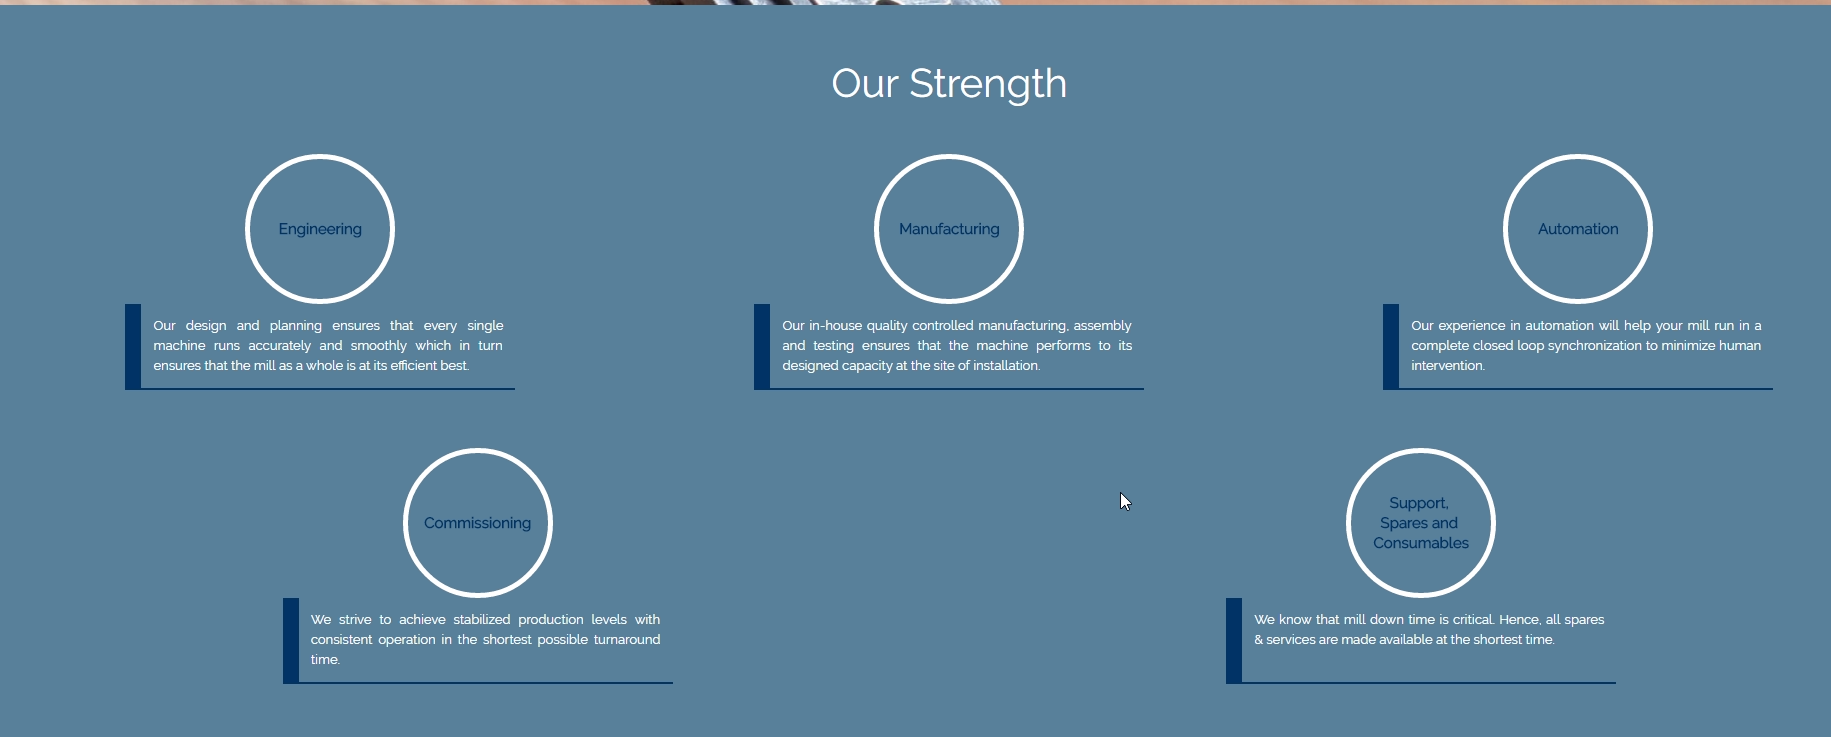 Our Strength
Engineering
Our design and planning ensures that every single
machine runs accurately and smoothly which in turn
ensures that the mill as a whole is at its efficient best.
Manufacturing
Our in-house quality controlled manufacturing, assembly
and testing ensures that the machine performs to its
designed capacity at the site of installation.
Automation
Our experience in automation will help your mill run in a
complete closed loop synchronization to minimize human
intervention.
Commissioning
We strive to achieve stabilized production levels with
consistent operation in the shortest possible turnaround
time.
Support,
Spares and
Consumables
We know that mill down time is critical. Hence, all spares
& services are made available at the shortest time.